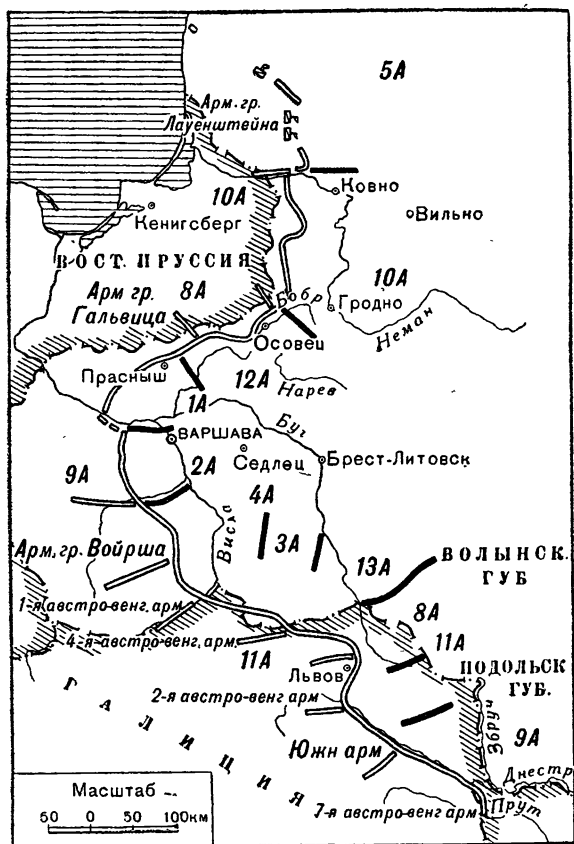 5А
Арм. гр.
Лауенштейна
10А
Ковно
Кенигсберг
Вильно
ВОСТ. ПРУССИЯ
10А
Арм гр. 8А
Гальвица
Бобр
Гродно
Неман
Осовец
Прасныш
12А
Нарев
1А
Буг
ВАРШАВА
Седлец
Брест-Литовск
9А
2А
4А
Висла
3А
Арм. гр. Войрша
13А
ВОЛЫНСК.
ГУБ
1-я австро-венг. арм
8А
4-я австро-венг. арм.
11А
11А
Львов
ПОДОЛЬСК
ГУБ.
2-я австро-венг арм
ГАЛИЦИЯ
Збруч
9А
Южн арм
Днестр
Прут
7-я австро-венг арм
Масштаб
50 0 50 100км